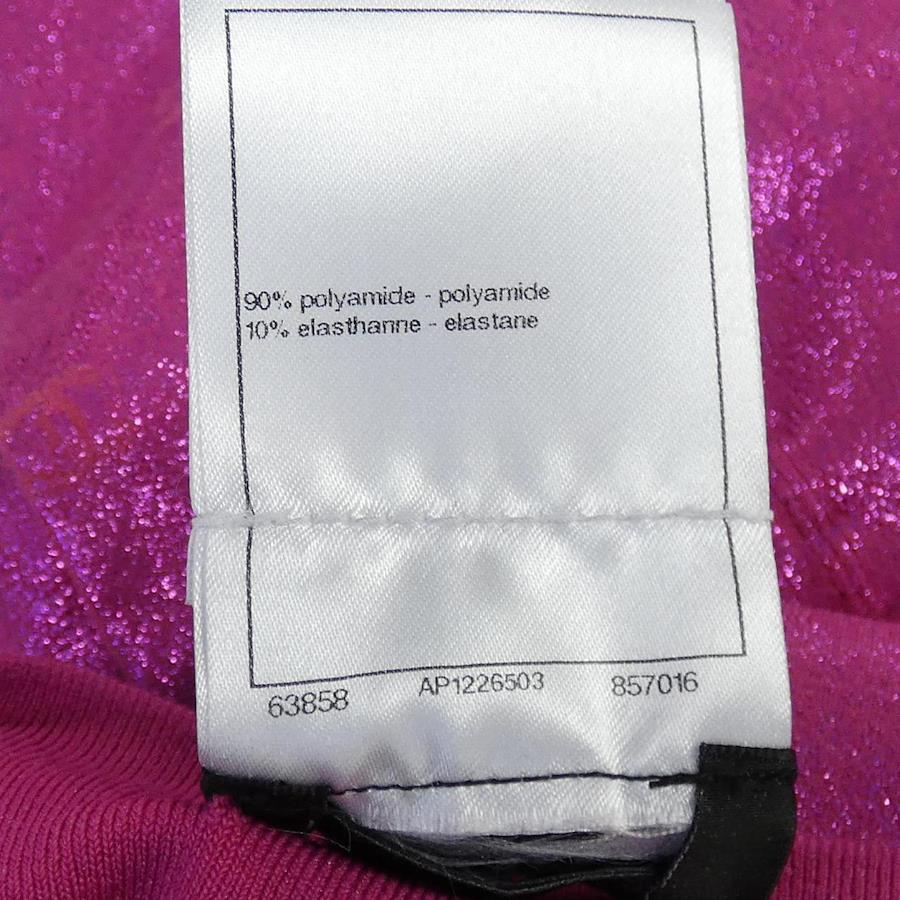 90% polyamide - polyamide
10% elasthanne - elastane
63858 AP1226503 857016